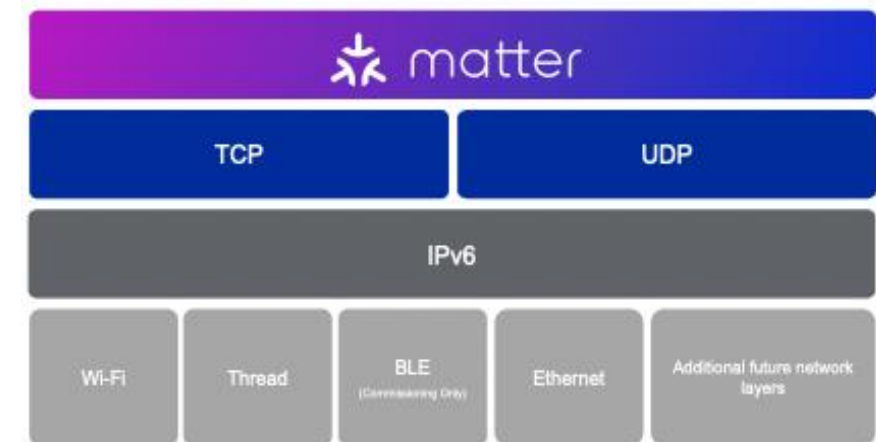 matter
TCP
UDP
IPv6
Wi-Fi
Thread
BLE
(Commissioning Only)
Ethernet
Additional future network
layers